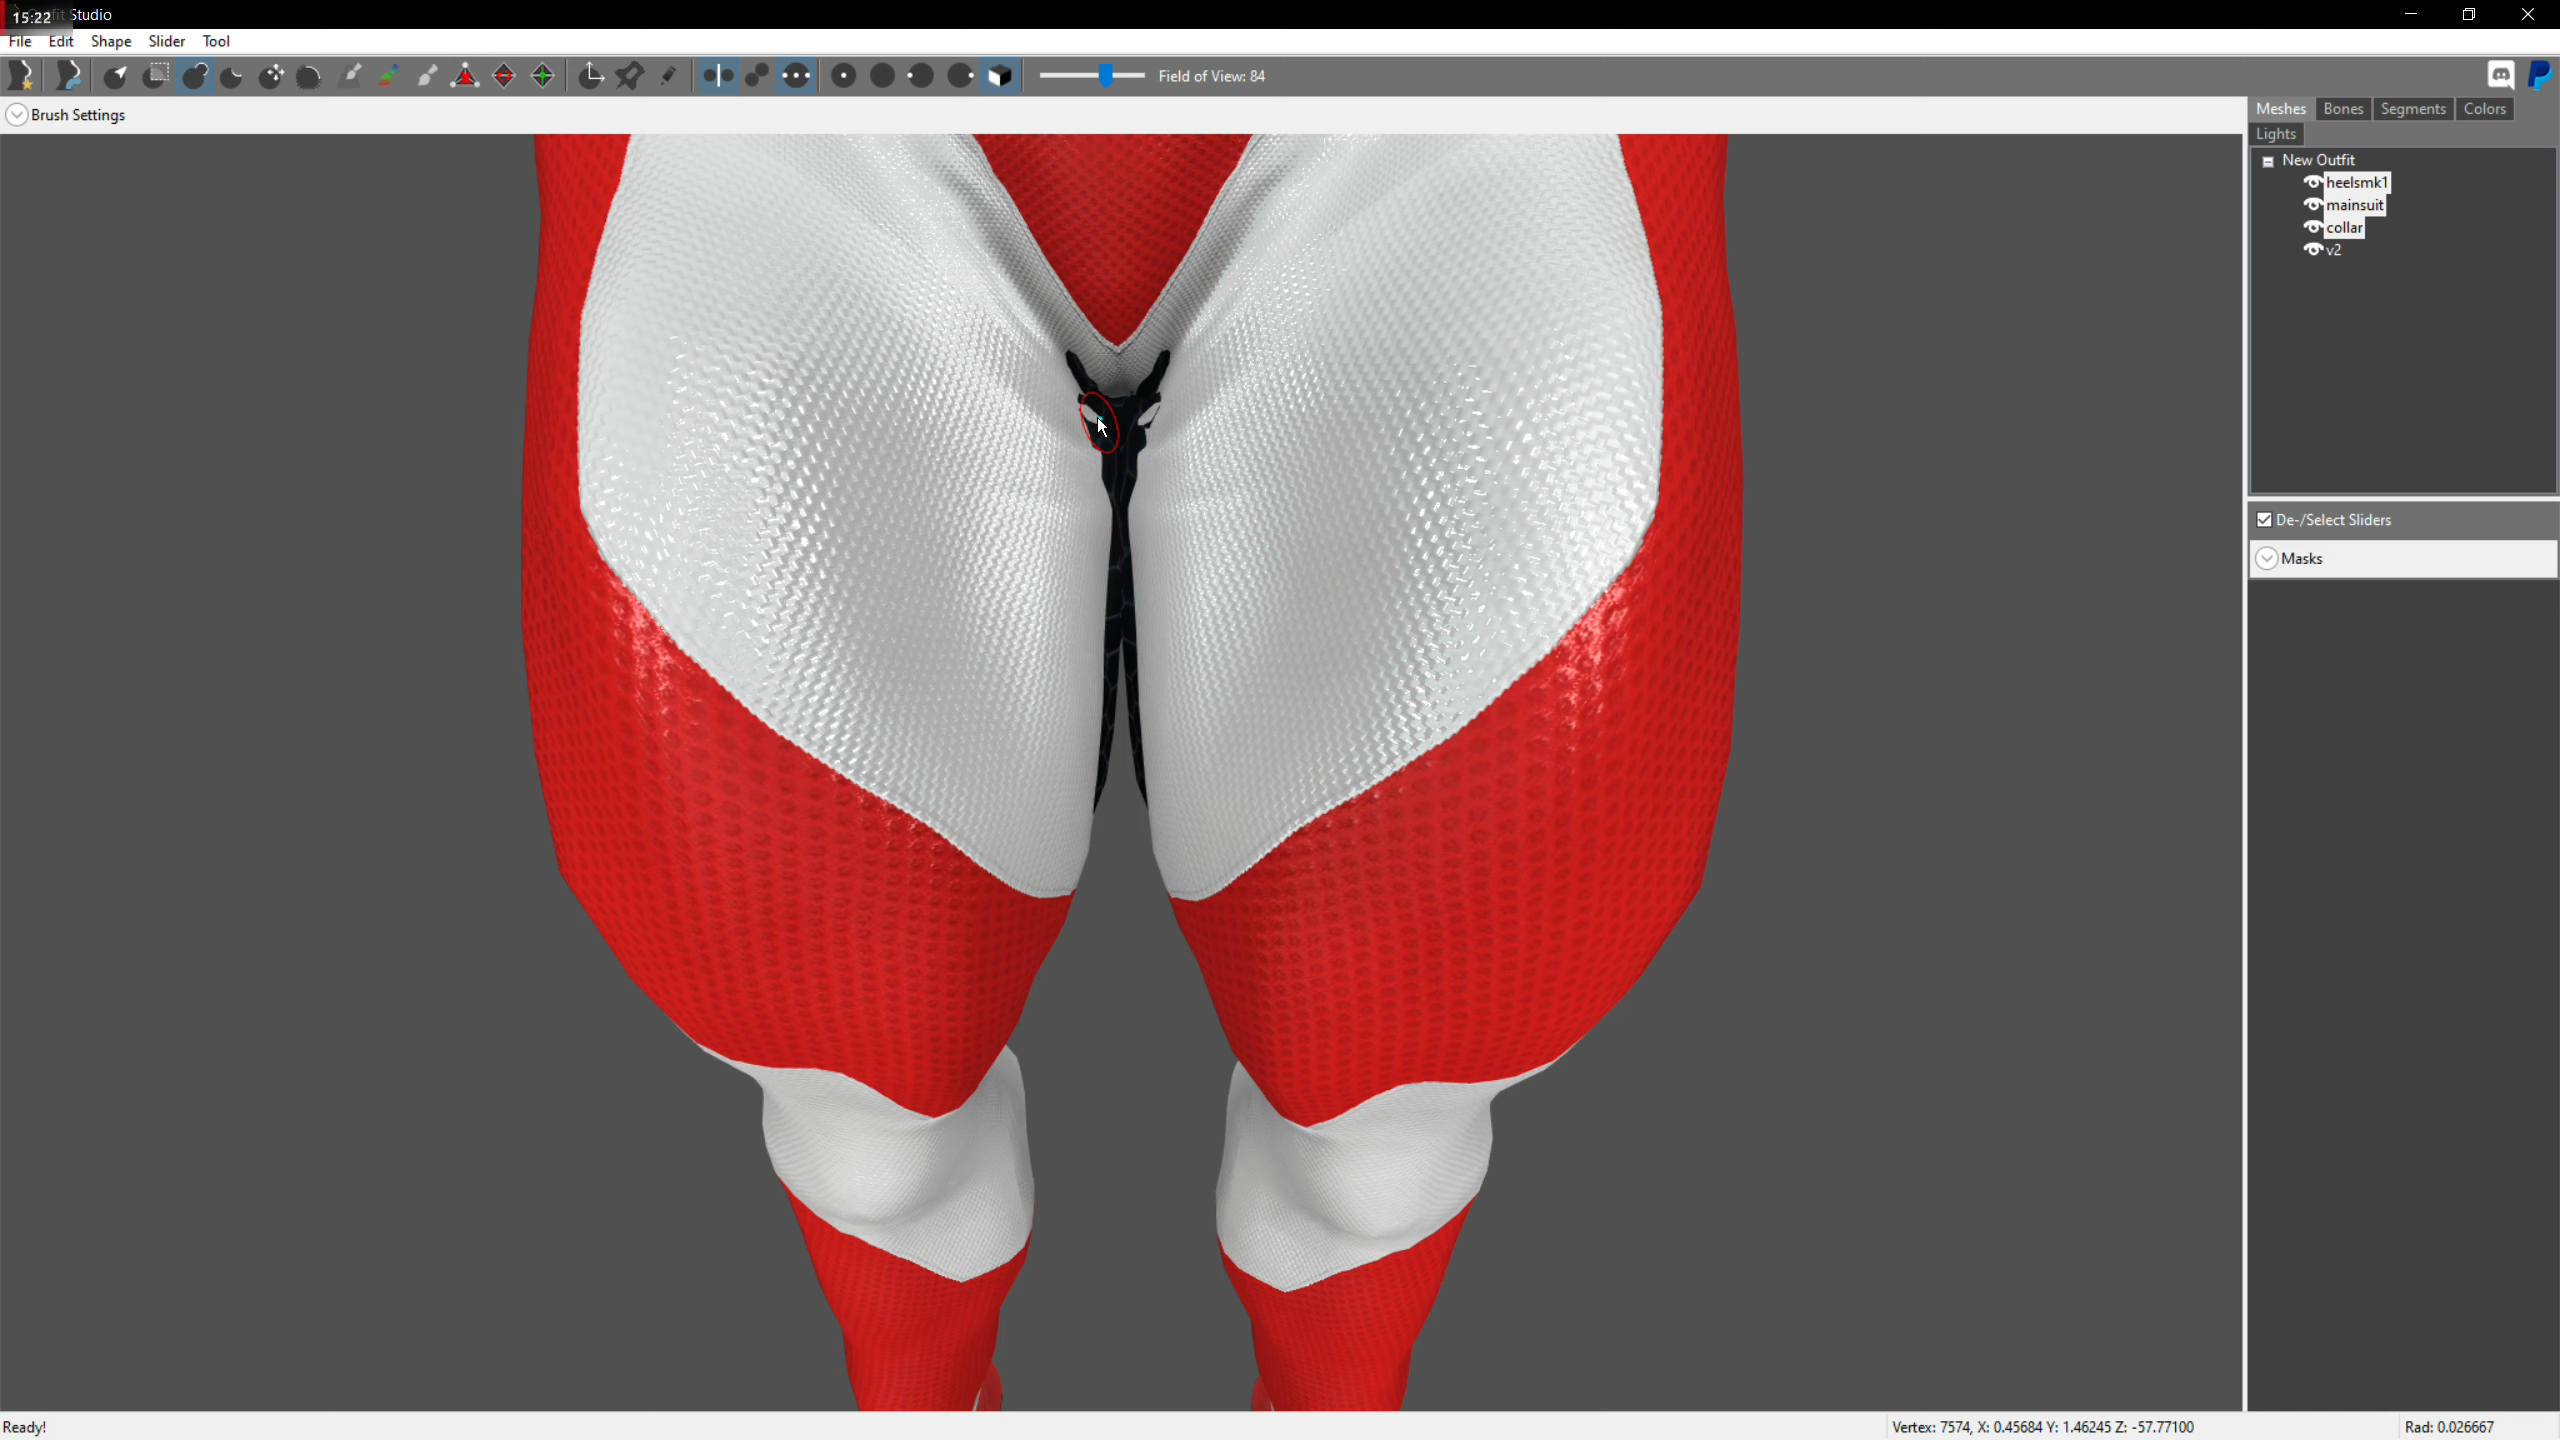 15:22
Studio
File Edit Shape Slider Tool
Field of View: 84
Brush Settings
Meshes Bones Segments Colors
Lights
New Outfit
heelsmk1
mainsuit
collar
v2
De-/Select Sliders
Masks
Ready!
Vertex: 7574, X: 0.45684 Y: 1.46245 Z: -57.77100
Rad: 0.026667